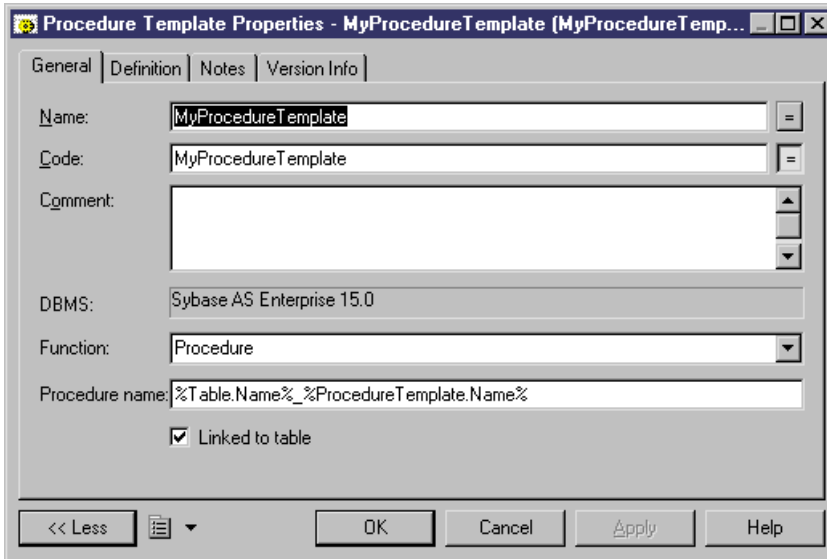 Procedure Template Properties - MyProcedureTemplate (MyProcedureTemp...
General Definition Notes Version Info
Name: MyProcedureTemplate =
Code: MyProcedureTemplate =
Comment:
DBMS: Sybase AS Enterprise 15.0
Function: Procedure
Procedure name: %Table.Name%_%ProcedureTemplate.Name%
Linked to table
<< Less OK Cancel Apply Help